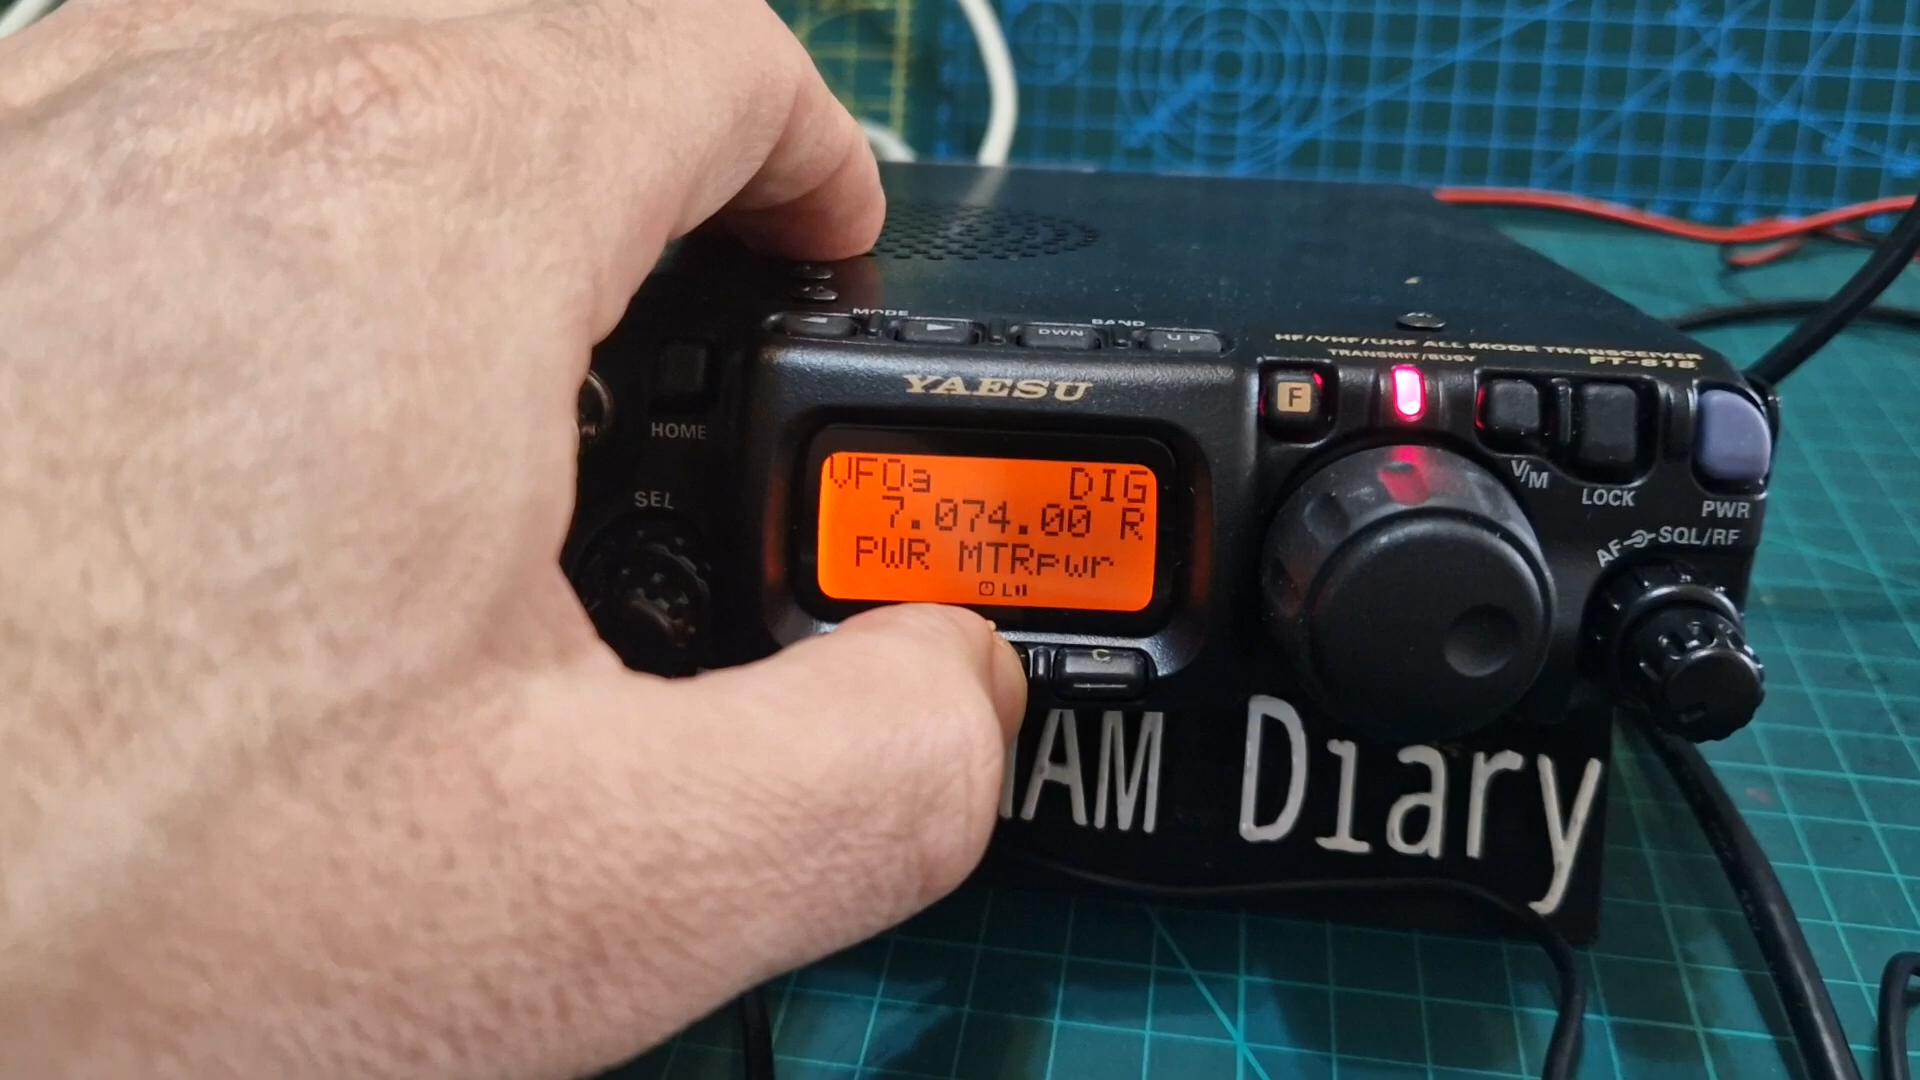 MODE
DWN
BAND
UP
HF/VHF/UHF ALL MODE TRANSCEIVER
TRANSMIT/BUSY
FT-818
YAESU
F
HOME
VFOa DIG
7.074.00 R
PWR MTRpwr
L
SEL
V/M
LOCK
PWR
AF SQL/RF
C
AM Diary